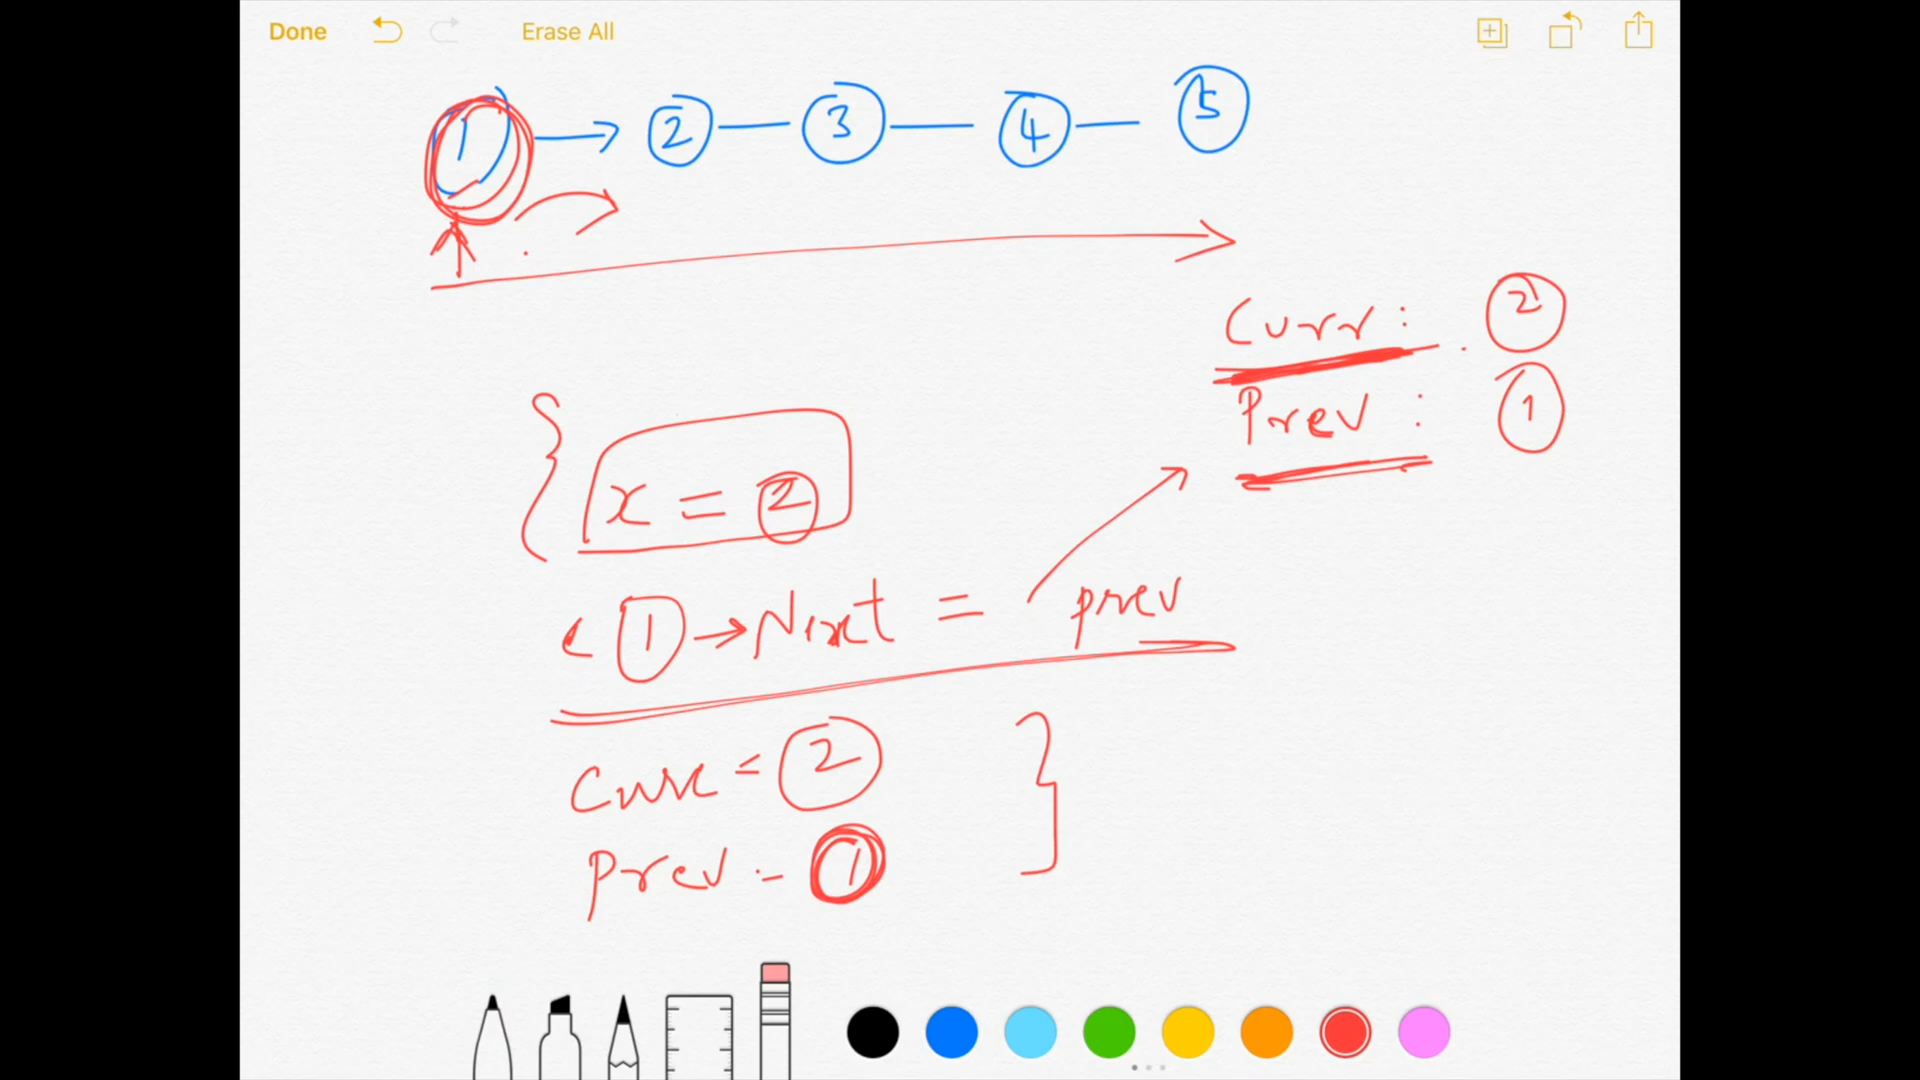 Done Erase All
1 → 2 — 3 — 4 — 5
Curr : 2
Prev : 1
x = 2
1 → Next = prev
Curr = 2
Prev = 1